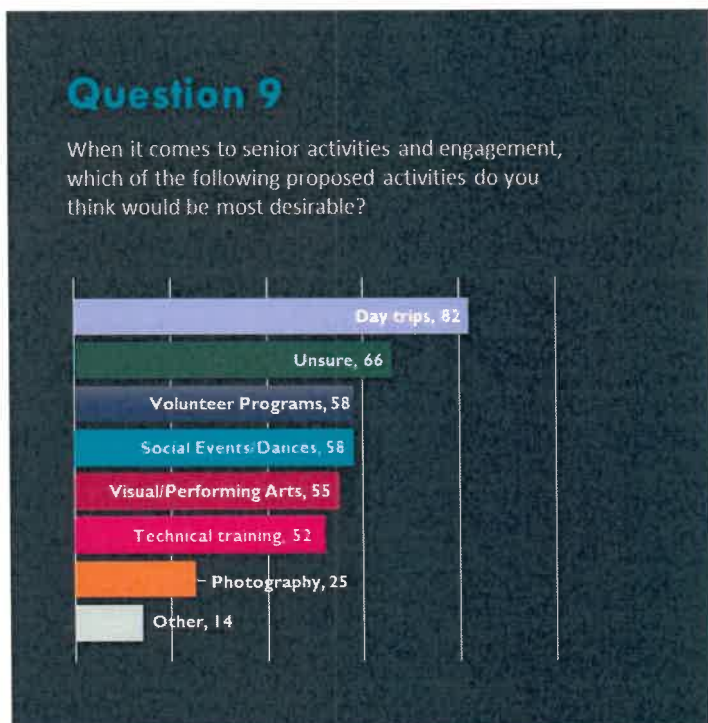 Question 9
When it comes to senior activities and engagement,
which of the following proposed activities do you
think would be most desirable?
Day trips, 82
Unsure, 66
Volunteer Programs, 58
Social Events/Dances, 58
Visual/Performing Arts, 55
Technical training, 52
Photography, 25
Other, 14